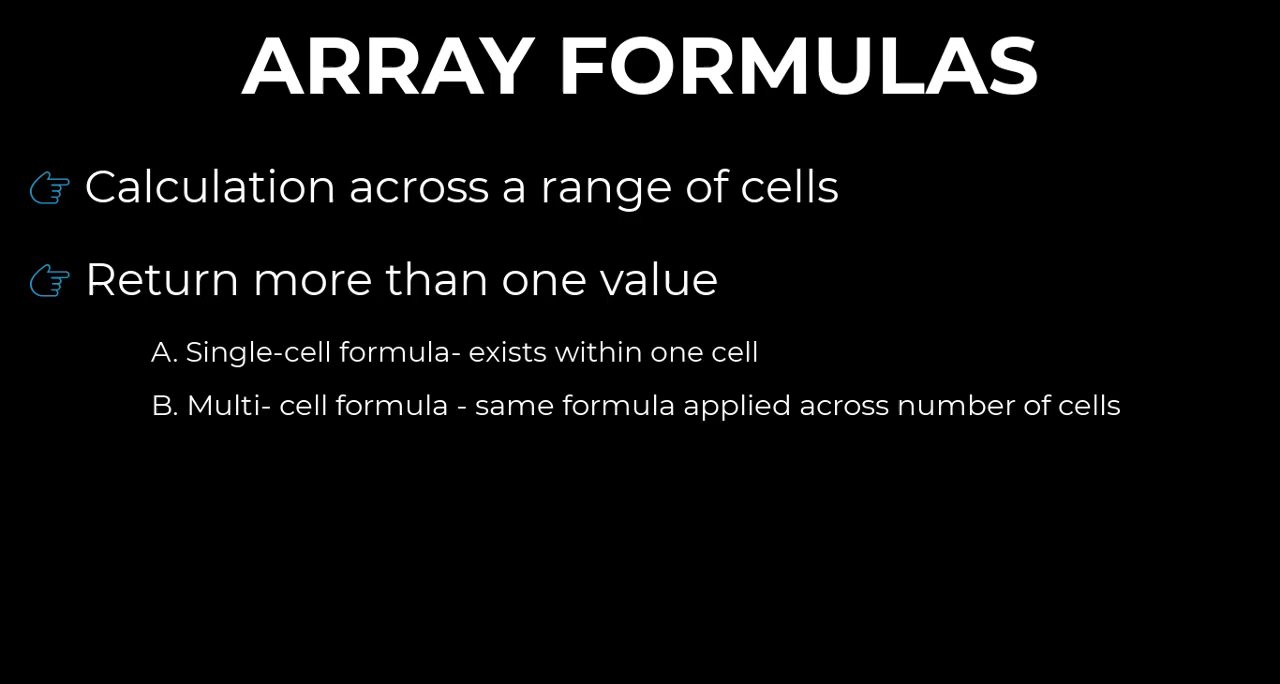 ARRAY FORMULAS
Calculation across a range of cells
Return more than one value
A. Single-cell formula- exists within one cell
B. Multi- cell formula - same formula applied across number of cells